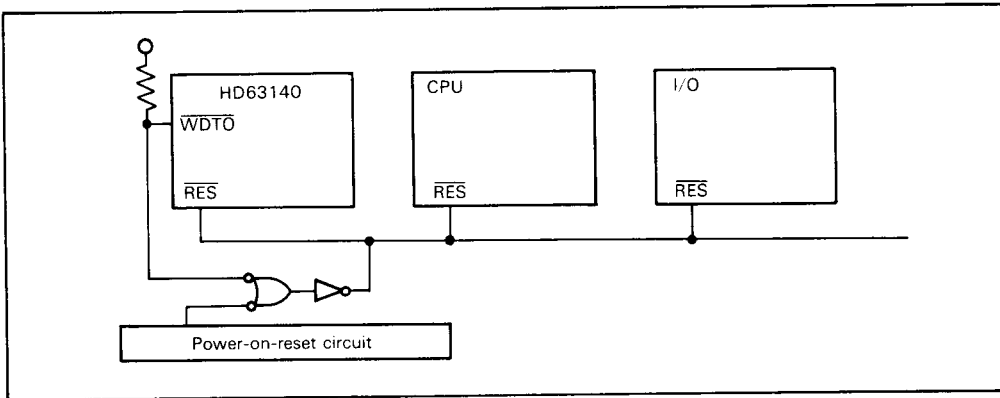 HD63140
WDTO
RES
CPU
RES
I/O
RES
Power-on-reset circuit